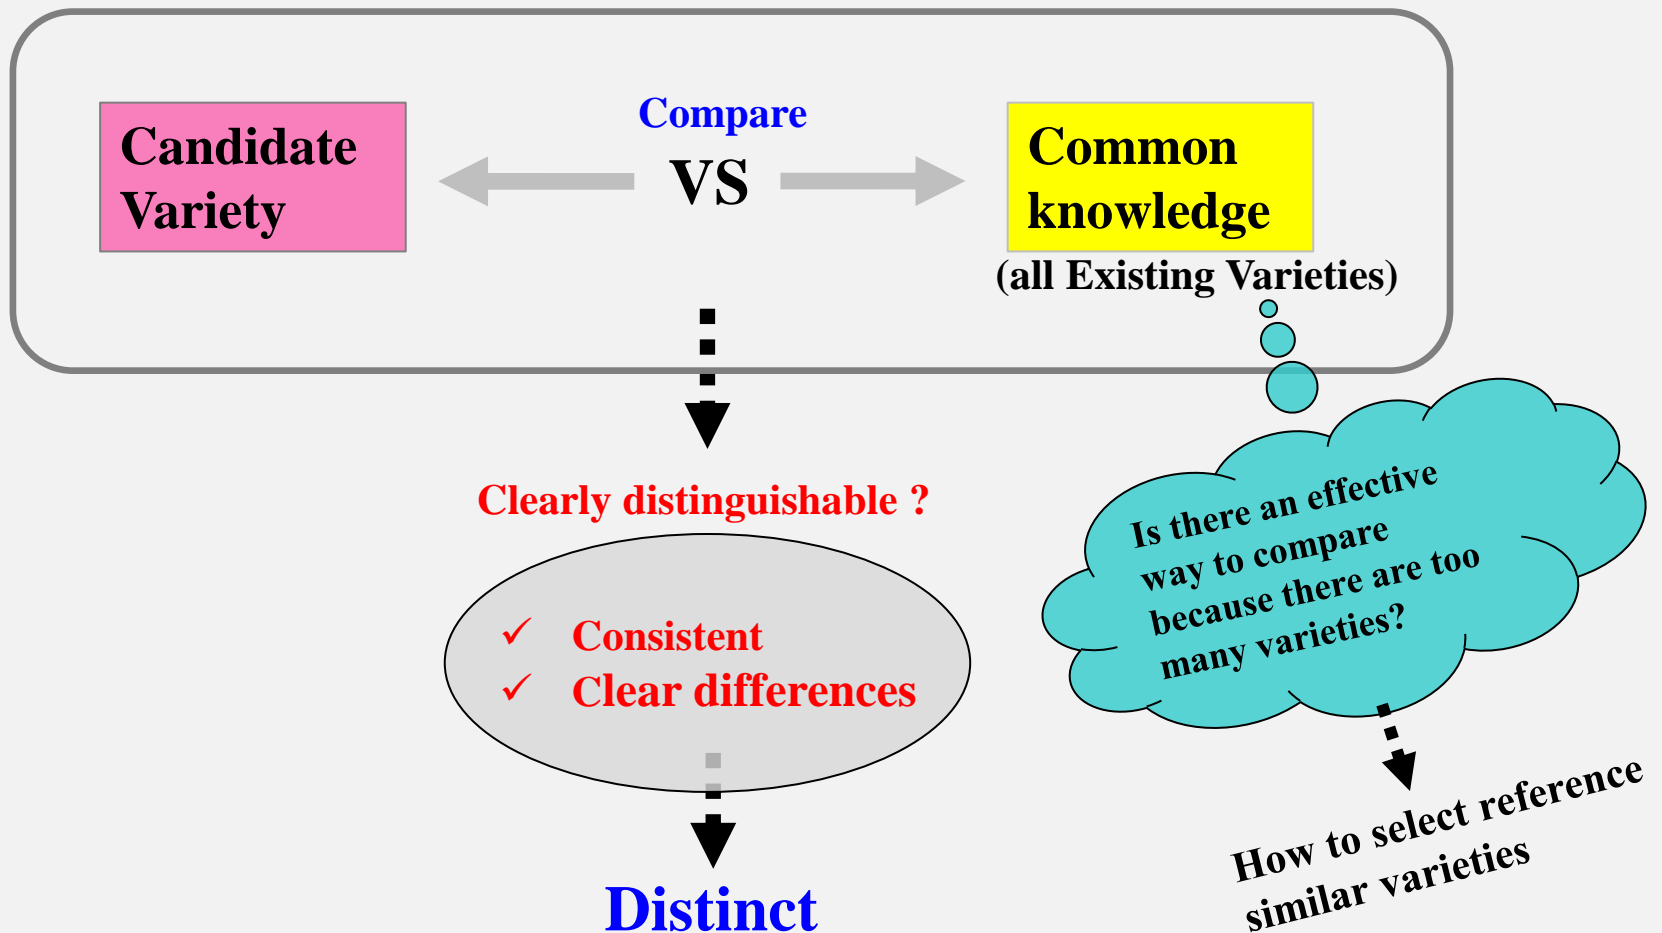 Candidate
Variety
Compare
VS
Common
knowledge
(all Existing Varieties)
Clearly distinguishable ?
✓ Consistent
✓ Clear differences
Distinct
Is there an effective
way to compare
because there are too
many varieties?
How to select reference
similar varieties